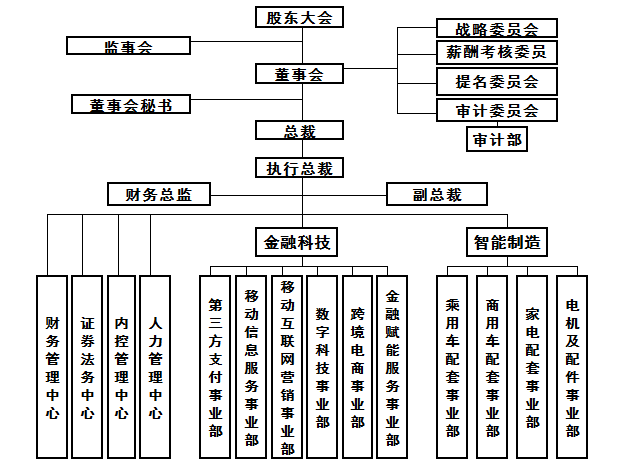 股东大会
监事会
战略委员会
薪酬考核委员
董事会
提名委员会
董事会秘书
审计委员会
总裁
审计部
执行总裁
财务总监
副总裁
金融科技
智能制造
财务管理中心
证券法务中心
内控管理中心
人力管理中心
第三方支付事业部
移动信息服务事业部
移动互联网营销事业部
数字科技事业部
跨境电商事业部
金融赋能服务事业部
乘用车配套事业部
商用车配套事业部
家电配套事业部
电机及配件事业部